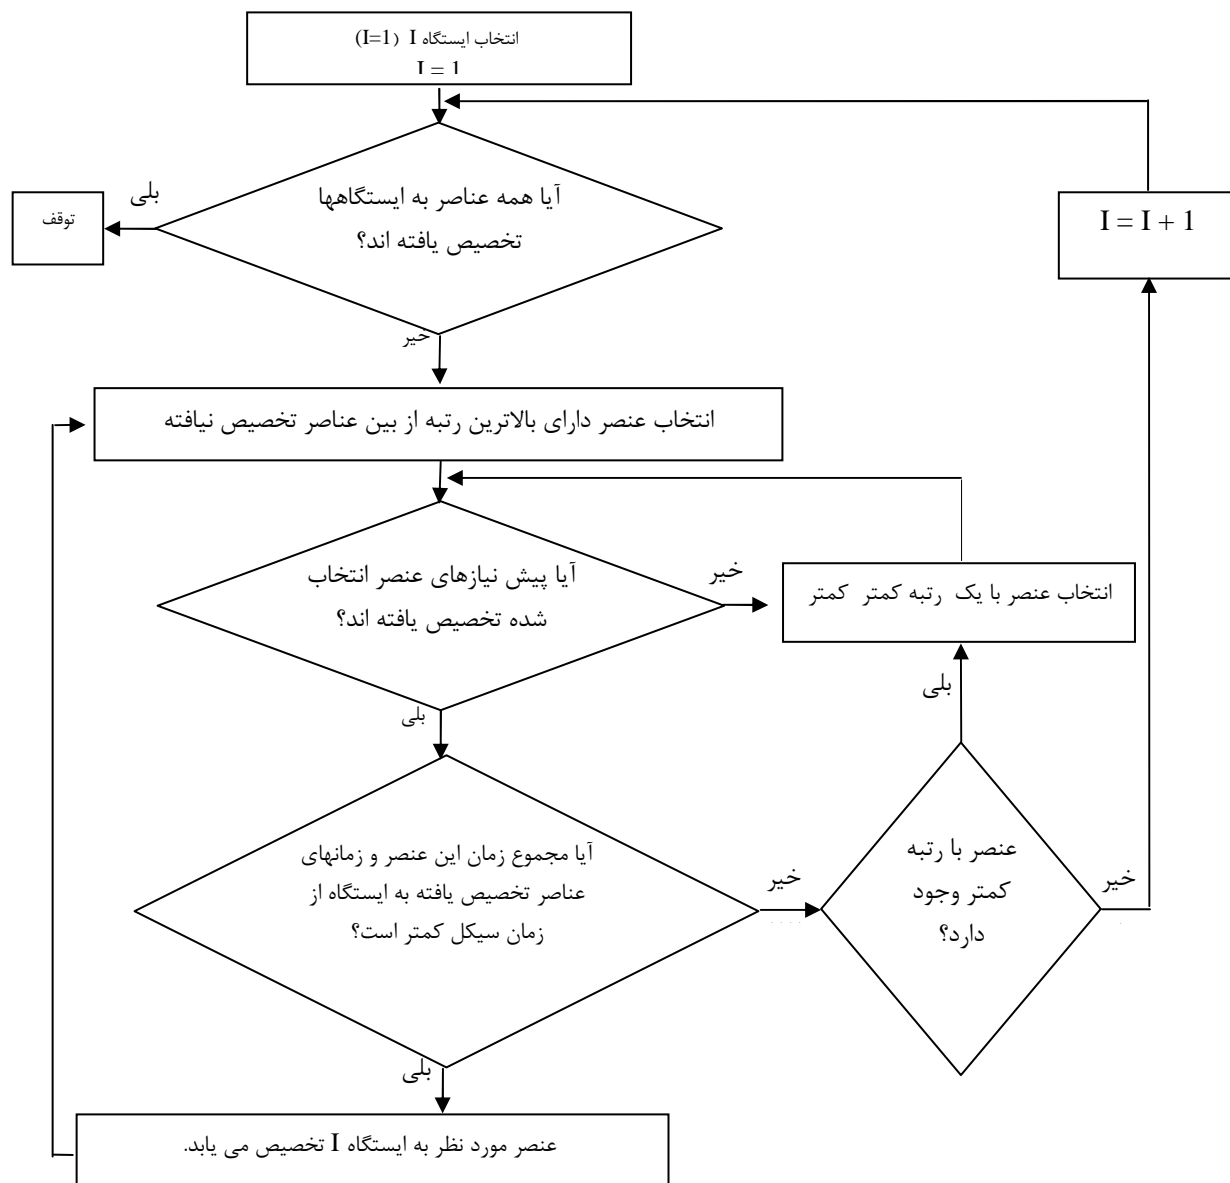 انتخاب ایستگاه I (I=1)
I = 1
آیا همه عناصر به ایستگاهها
تخصیص یافته اند؟
بلی
توقف
I = I + 1
خیر
انتخاب عنصر دارای بالاترین رتبه از بین عناصر تخصیص نیافته
آیا پیش نیازهای عنصر انتخاب
شده تخصیص یافته اند؟
خیر
انتخاب عنصر با یک رتبه کمتر کمتر
بلی
بلی
آیا مجموع زمان این عنصر و زمانهای
عناصر تخصیص یافته به ایستگاه از
زمان سیکل کمتر است؟
خیر
عنصر با رتبه
کمتر وجود
دارد؟
خیر
بلی
عنصر مورد نظر به ایستگاه I تخصیص می یابد.